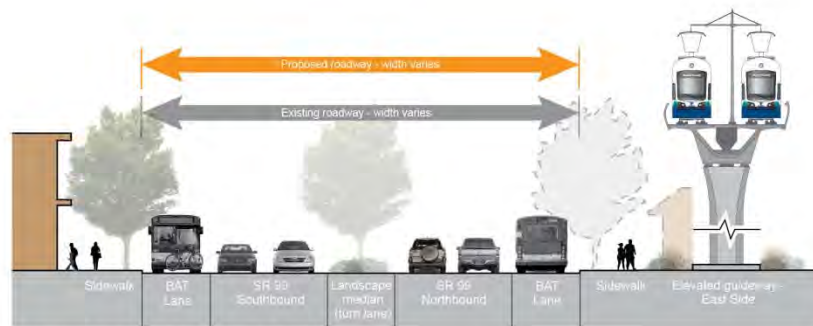 Proposed roadway - width varies
Existing roadway - width varies
Sidewalk
BAT
Lane
SR 99
Southbound
Landscape
median
(turn lane)
SR 99
Northbound
BAT
Lane
Sidewalk
Elevated guideway -
East Side